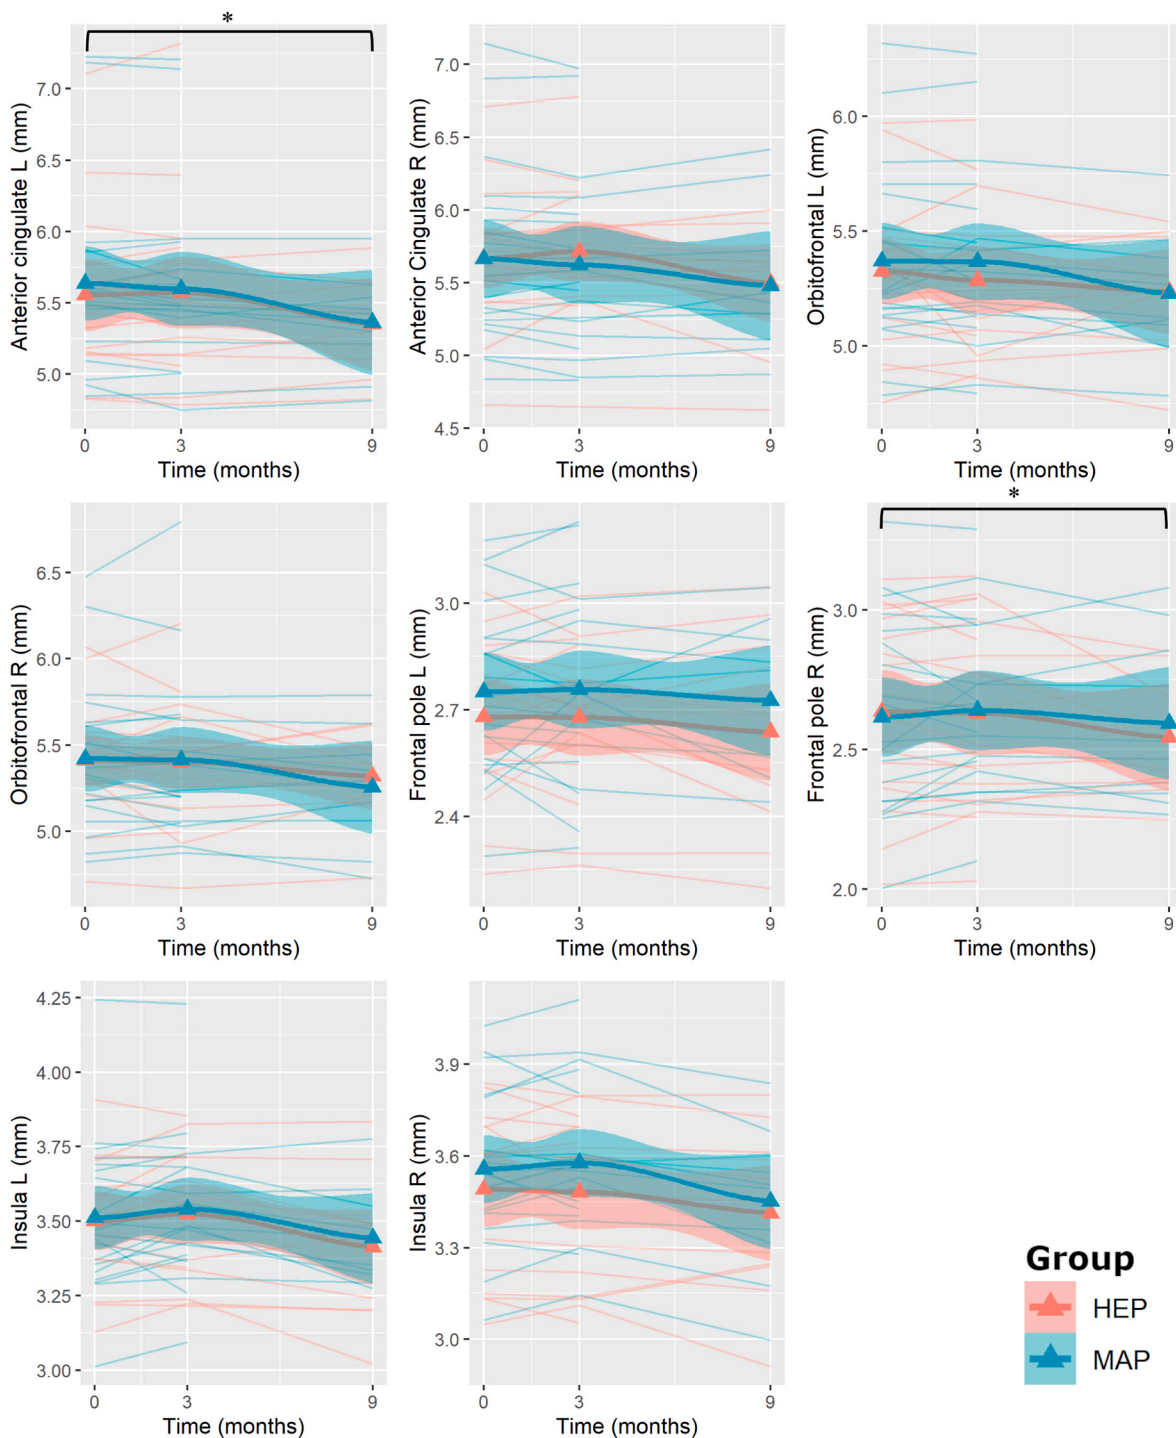 *
Anterior cingulate L (mm)
7.0
6.5
6.0
5.5
5.0
0 3 9
Time (months)
Anterior Cingulate R (mm)
7.0
6.5
6.0
5.5
5.0
4.5
0 3 9
Time (months)
Orbitofrontal L (mm)
6.0
5.5
5.0
0 3 9
Time (months)
Orbitofrontal R (mm)
6.5
6.0
5.5
5.0
0 3 9
Time (months)
Frontal pole L (mm)
3.0
2.7
2.4
0 3 9
Time (months)
*
Frontal pole R (mm)
3.0
2.5
2.0
0 3 9
Time (months)
Insula L (mm)
4.25
4.00
3.75
3.50
3.25
3.00
0 3 9
Time (months)
Insula R (mm)
3.9
3.6
3.3
3.0
0 3 9
Time (months)
Group
HEP
MAP